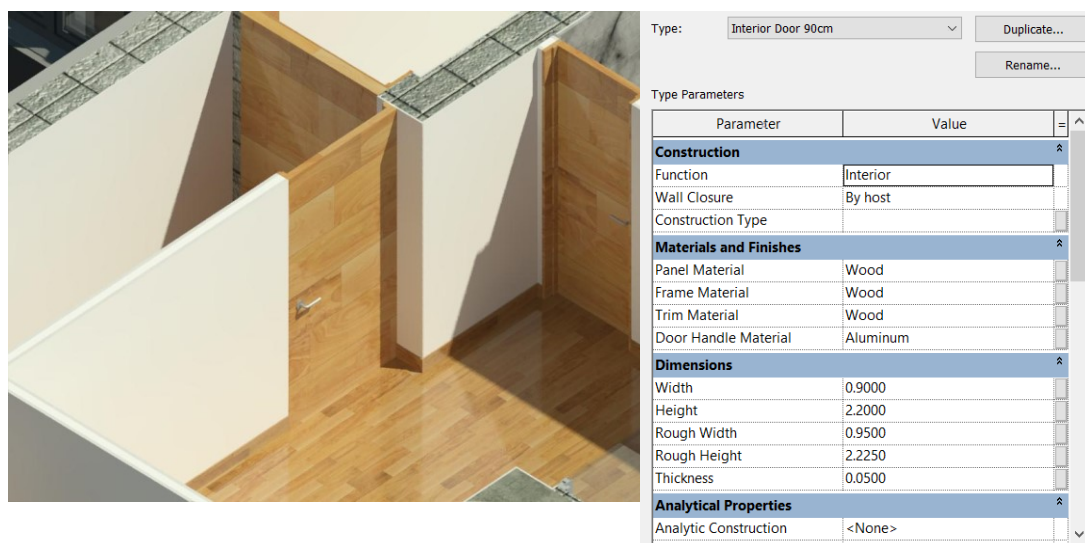 Type: Interior Door 90cm Duplicate...
Rename...
Type Parameters
Parameter Value =
Construction
Function Interior
Wall Closure By host
Construction Type
Materials and Finishes
Panel Material Wood
Frame Material Wood
Trim Material Wood
Door Handle Material Aluminum
Dimensions
Width 0.9000
Height 2.2000
Rough Width 0.9500
Rough Height 2.2250
Thickness 0.0500
Analytical Properties
Analytic Construction <None>